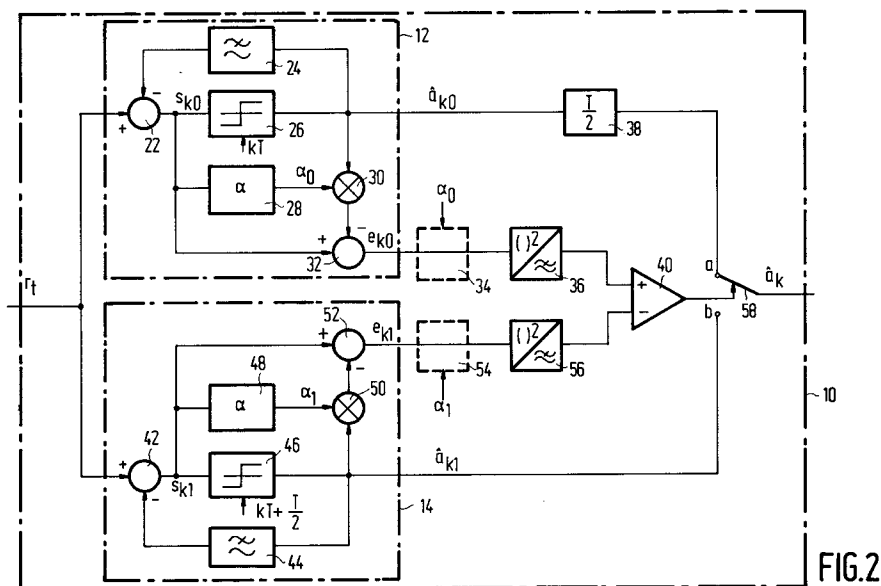 12
24
−
s_k0
+
22
26
kT
â_k0
T/2
38
α
28
α_0
30
−
+
32
e_k0
α_0
34
( )²
36
r_t
+
−
40
a
b
58
â_k
52
+
−
e_k1
54
α_1
( )²
56
48
α
α_1
50
10
42
+
−
s_k1
46
kT+ T/2
â_k1
14
44
FIG.2